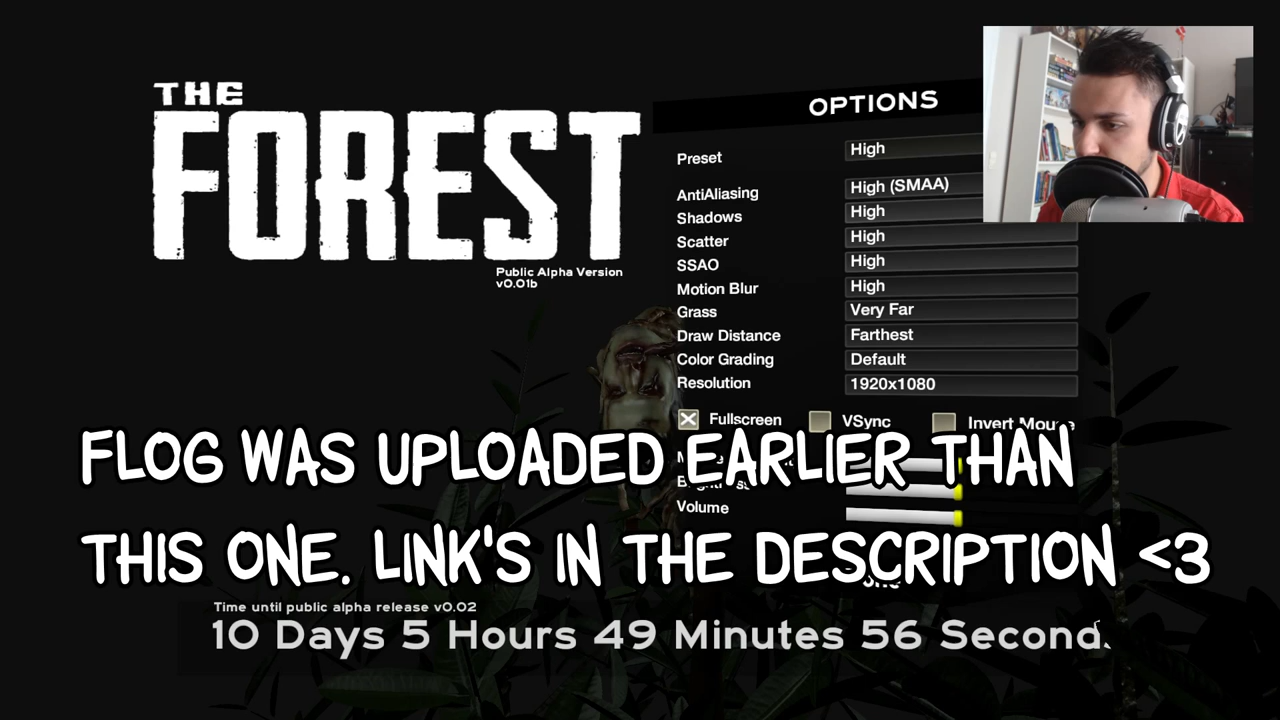 THE
FOREST
Public Alpha Version
v0.01b
OPTIONS
Preset High
AntiAliasing High (SMAA)
Shadows High
Scatter High
SSAO High
Motion Blur High
Grass Very Far
Draw Distance Farthest
Color Grading Default
Resolution 1920x1080
Fullscreen VSync Invert Mouse
FLOG WAS UPLOADED EARLIER THAN
Volume
THIS ONE. LINK'S IN THE DESCRIPTION <3
Time until public alpha release v0.02
10 Days 5 Hours 49 Minutes 56 Second.